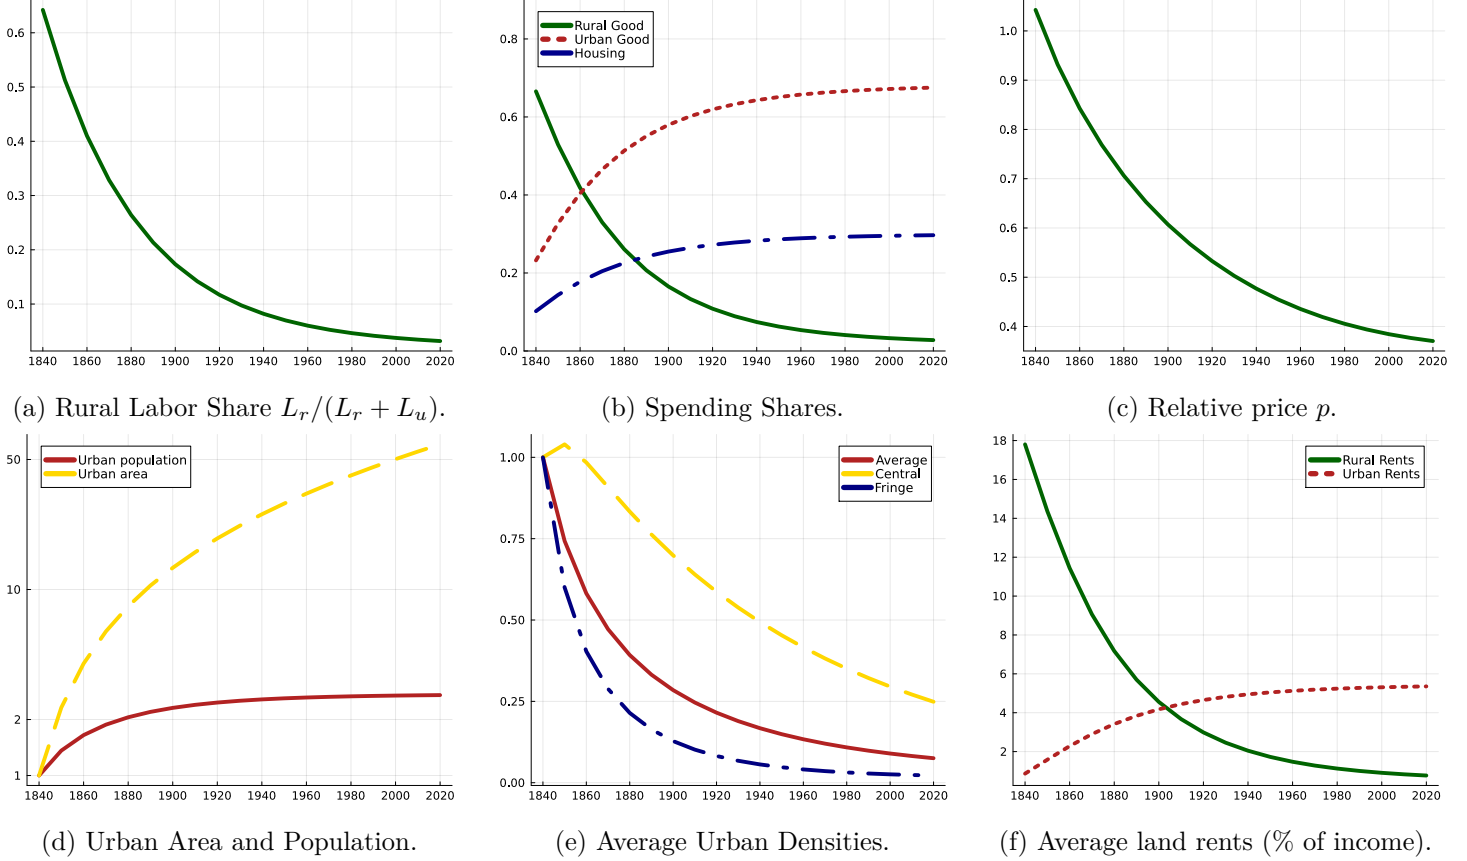 0.6
0.5
0.4
0.3
0.2
0.1
1840 1860 1880 1900 1920 1940 1960 1980 2000 2020
(a) Rural Labor Share L_r/(L_r + L_u).
Rural Good
Urban Good
Housing
0.8
0.6
0.4
0.2
0.0
1840 1860 1880 1900 1920 1940 1960 1980 2000 2020
(b) Spending Shares.
1.0
0.9
0.8
0.7
0.6
0.5
0.4
1840 1860 1880 1900 1920 1940 1960 1980 2000 2020
(c) Relative price p.
Urban population
Urban area
50
10
2
1
1840 1860 1880 1900 1920 1940 1960 1980 2000 2020
(d) Urban Area and Population.
Average
Central
Fringe
1.00
0.75
0.50
0.25
0.00
1840 1860 1880 1900 1920 1940 1960 1980 2000 2020
(e) Average Urban Densities.
Rural Rents
Urban Rents
18
16
14
12
10
8
6
4
2
1840 1860 1880 1900 1920 1940 1960 1980 2000 2020
(f) Average land rents (% of income).